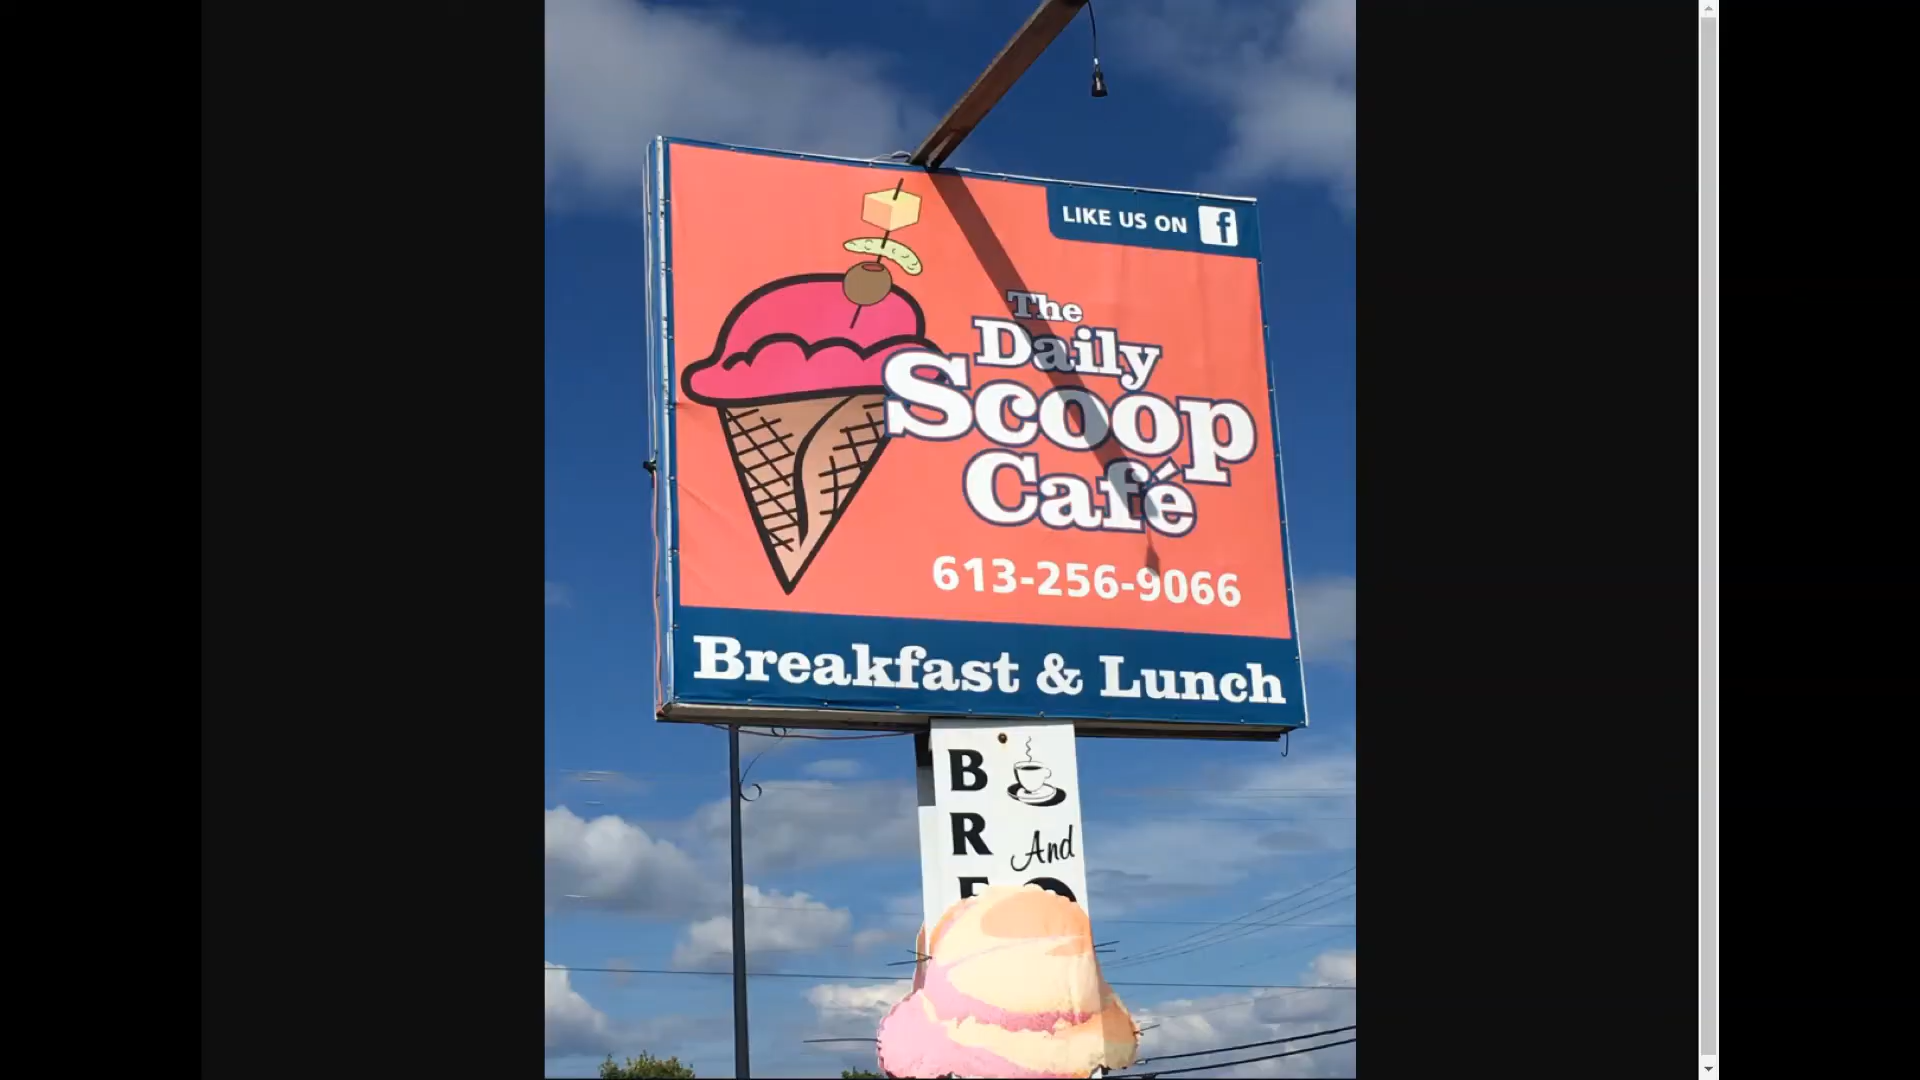 LIKE US ON f
The
Daily
Scoop
Café
613-256-9066
Breakfast & Lunch
B
R
And